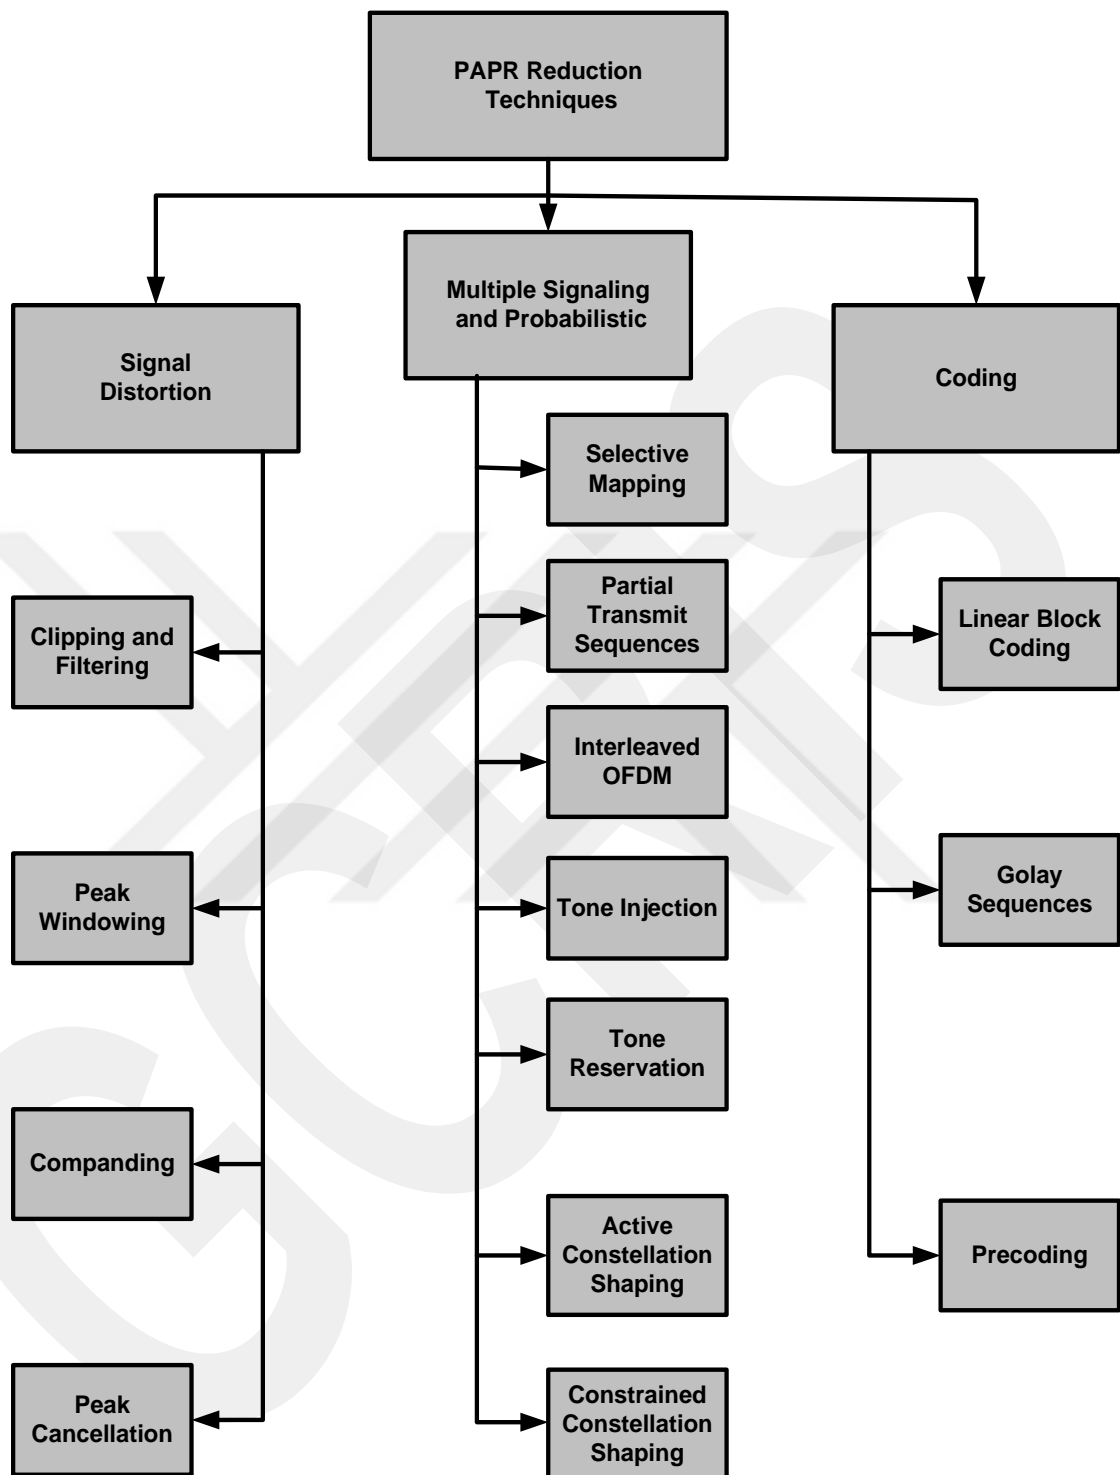 PAPR Reduction
Techniques
Multiple Signaling
and Probabilistic
Signal
Distortion
Coding
Selective
Mapping
Partial
Transmit
Sequences
Interleaved
OFDM
Tone Injection
Tone
Reservation
Active
Constellation
Shaping
Constrained
Constellation
Shaping
Clipping and
Filtering
Peak
Windowing
Companding
Peak
Cancellation
Linear Block
Coding
Golay
Sequences
Precoding